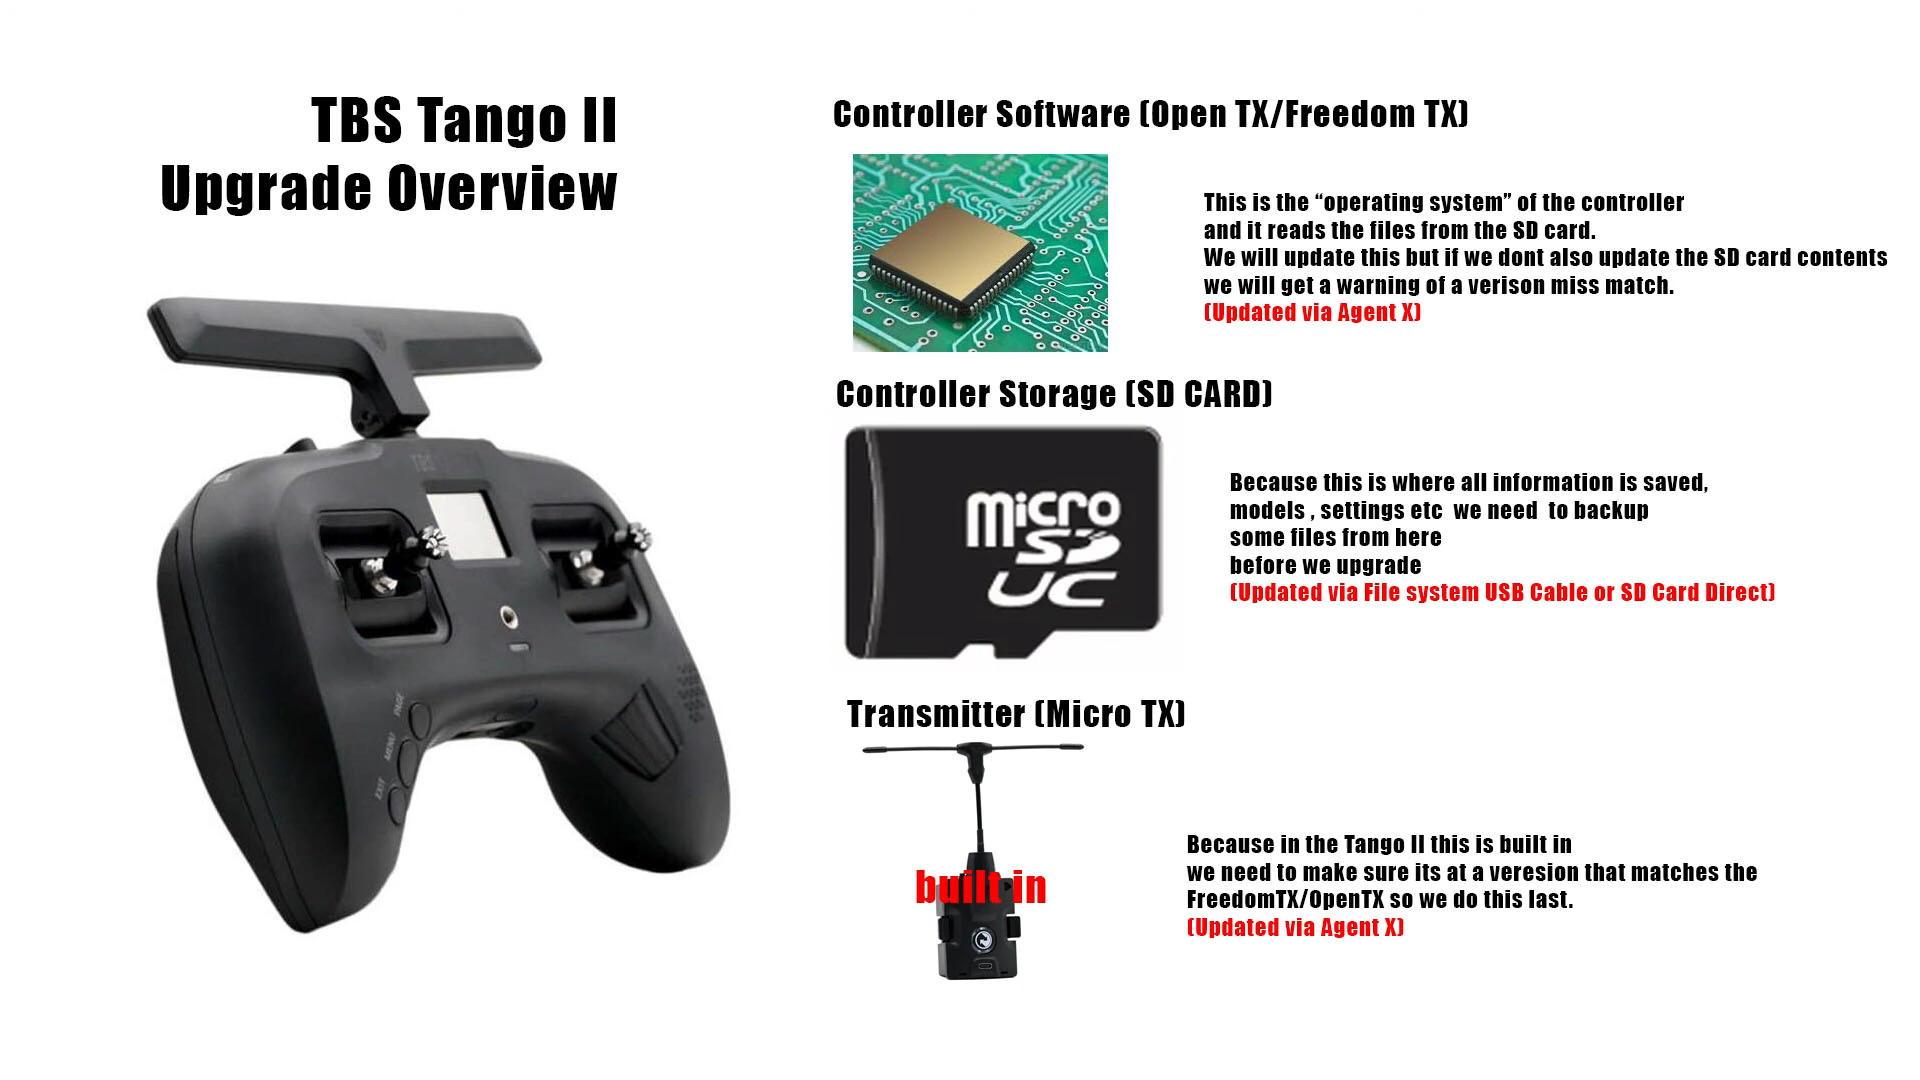 TBS Tango II
Upgrade Overview
Controller Software (Open TX/Freedom TX)
This is the “operating system” of the controller
and it reads the files from the SD card.
We will update this but if we dont also update the SD card contents
we will get a warning of a verison miss match.
(Updated via Agent X)
Controller Storage (SD CARD)
Micro
SD
UC
Because this is where all information is saved,
models , settings etc  we need  to backup
some files from here
before we upgrade
(Updated via File system USB Cable or SD Card Direct)
Transmitter (Micro TX)
built in
Because in the Tango II this is built in
we need to make sure its at a veresion that matches the
FreedomTX/OpenTX so we do this last.
(Updated via Agent X)
PAGE
MENU
EXIT